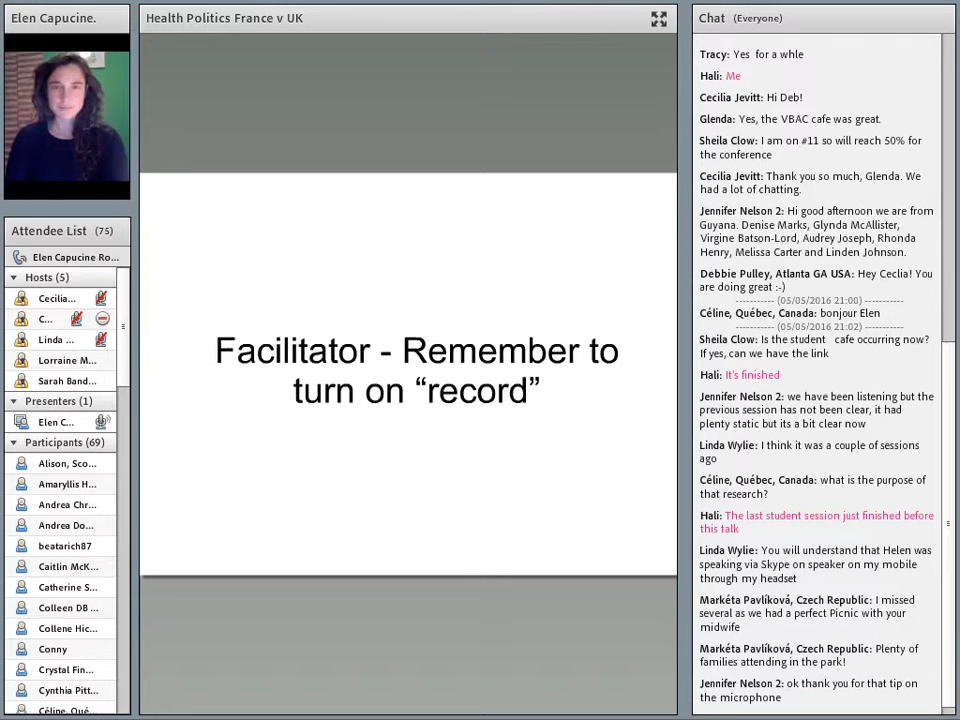 Elen Capucine.
Health Politics France v UK
Chat (Everyone)
Attendee List (75)
Elen Capucine Ro...
Hosts (5)
Cecilia...
C...
Linda ...
Lorraine M...
Sarah Band...
Presenters (1)
Elen C...
Participants (69)
Alison, Sco...
Amaryllis H...
Andrea Chr...
Andrea Do...
beatarich87
Caitlin McK...
Catherine S...
Colleen DB ...
Collene Hic...
Conny
Crystal Fin...
Cynthia Pitt...
Céline, Qué...
Facilitator - Remember to
turn on “record”
Tracy: Yes for a whle
Hali: Me
Cecilia Jevitt: Hi Deb!
Glenda: Yes, the VBAC cafe was great.
Sheila Clow: I am on #11 so will reach 50% for
the conference
Cecilia Jevitt: Thank you so much, Glenda. We
had a lot of chatting.
Jennifer Nelson 2: Hi good afternoon we are from
Guyana. Denise Marks, Glynda McAllister,
Virgine Batson-Lord, Audrey Joseph, Rhonda
Henry, Melissa Carter and Linden Johnson.
Debbie Pulley, Atlanta GA USA: Hey Ceclia! You
are doing great :-)
----------- (05/05/2016 21:00) -----------
Céline, Québec, Canada: bonjour Elen
----------- (05/05/2016 21:02) -----------
Sheila Clow: Is the student cafe occurring now?
If yes, can we have the link
Hali: It's finished
Jennifer Nelson 2: we have been listening but the
previous session has not been clear, it had
plenty static but its a bit clear now
Linda Wylie: I think it was a couple of sessions
ago
Céline, Québec, Canada: what is the purpose of
that research?
Hali: The last student session just finished before
this talk
Linda Wylie: You will understand that Helen was
speaking via Skype on speaker on my mobile
through my headset
Markéta Pavlíková, Czech Republic: I missed
several as we had a perfect Picnic with your
midwife
Markéta Pavlíková, Czech Republic: Plenty of
families attending in the park!
Jennifer Nelson 2: ok thank you for that tip on
the microphone